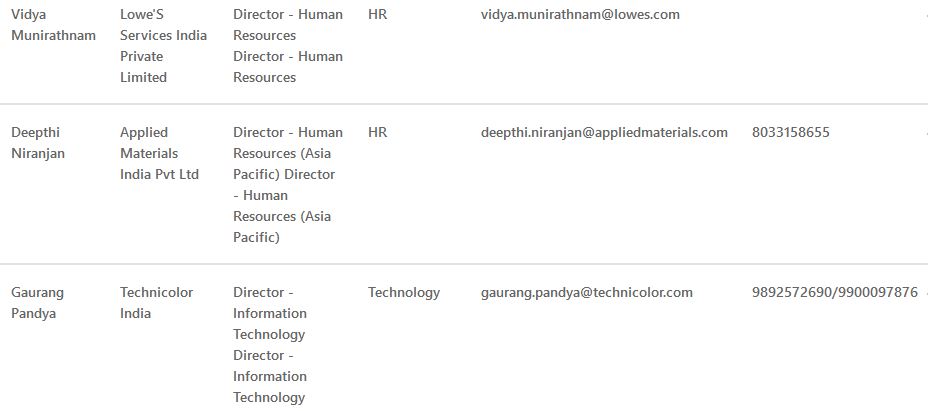 Vidya Munirathnam
Lowe'S Services India Private Limited
Director - Human Resources Director - Human Resources
HR
vidya.munirathnam@lowes.com
Deepthi Niranjan
Applied Materials India Pvt Ltd
Director - Human Resources (Asia Pacific) Director - Human Resources (Asia Pacific)
HR
deepthi.niranjan@appliedmaterials.com
8033158655
Gaurang Pandya
Technicolor India
Director - Information Technology Director - Information Technology
Technology
gaurang.pandya@technicolor.com
9892572690/9900097876